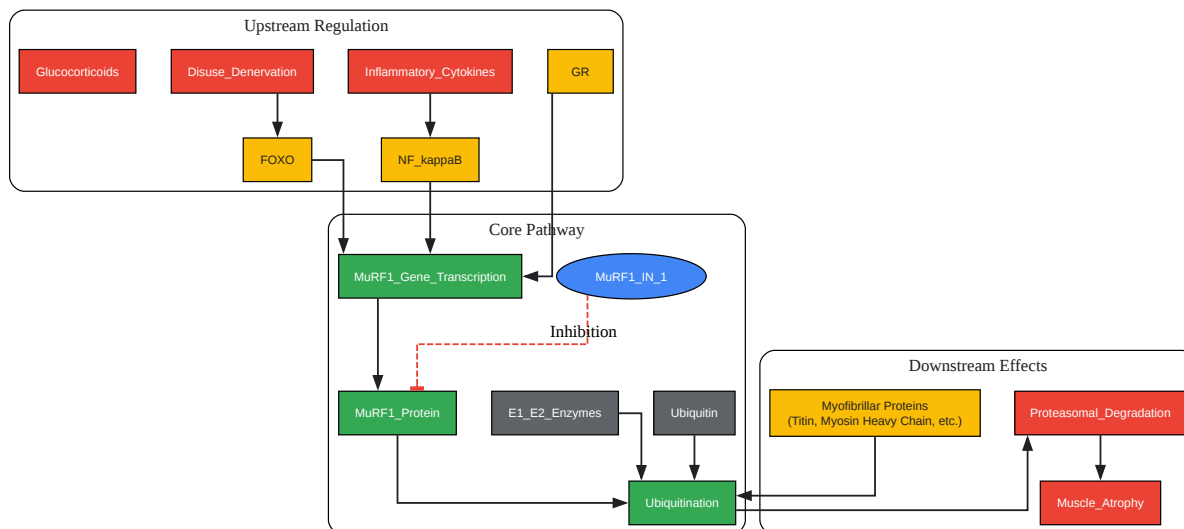 Upstream Regulation
Glucocorticoids
Disuse_Denervation
Inflammatory_Cytokines
GR
FOXO
NF_kappaB
Core Pathway
MuRF1_Gene_Transcription
MuRF1_IN_1
Inhibition
Downstream Effects
MuRF1_Protein
E1_E2_Enzymes
Ubiquitin
Myofibrillar Proteins
(Titin, Myosin Heavy Chain, etc.)
Proteasomal_Degradation
Ubiquitination
Muscle_Atrophy